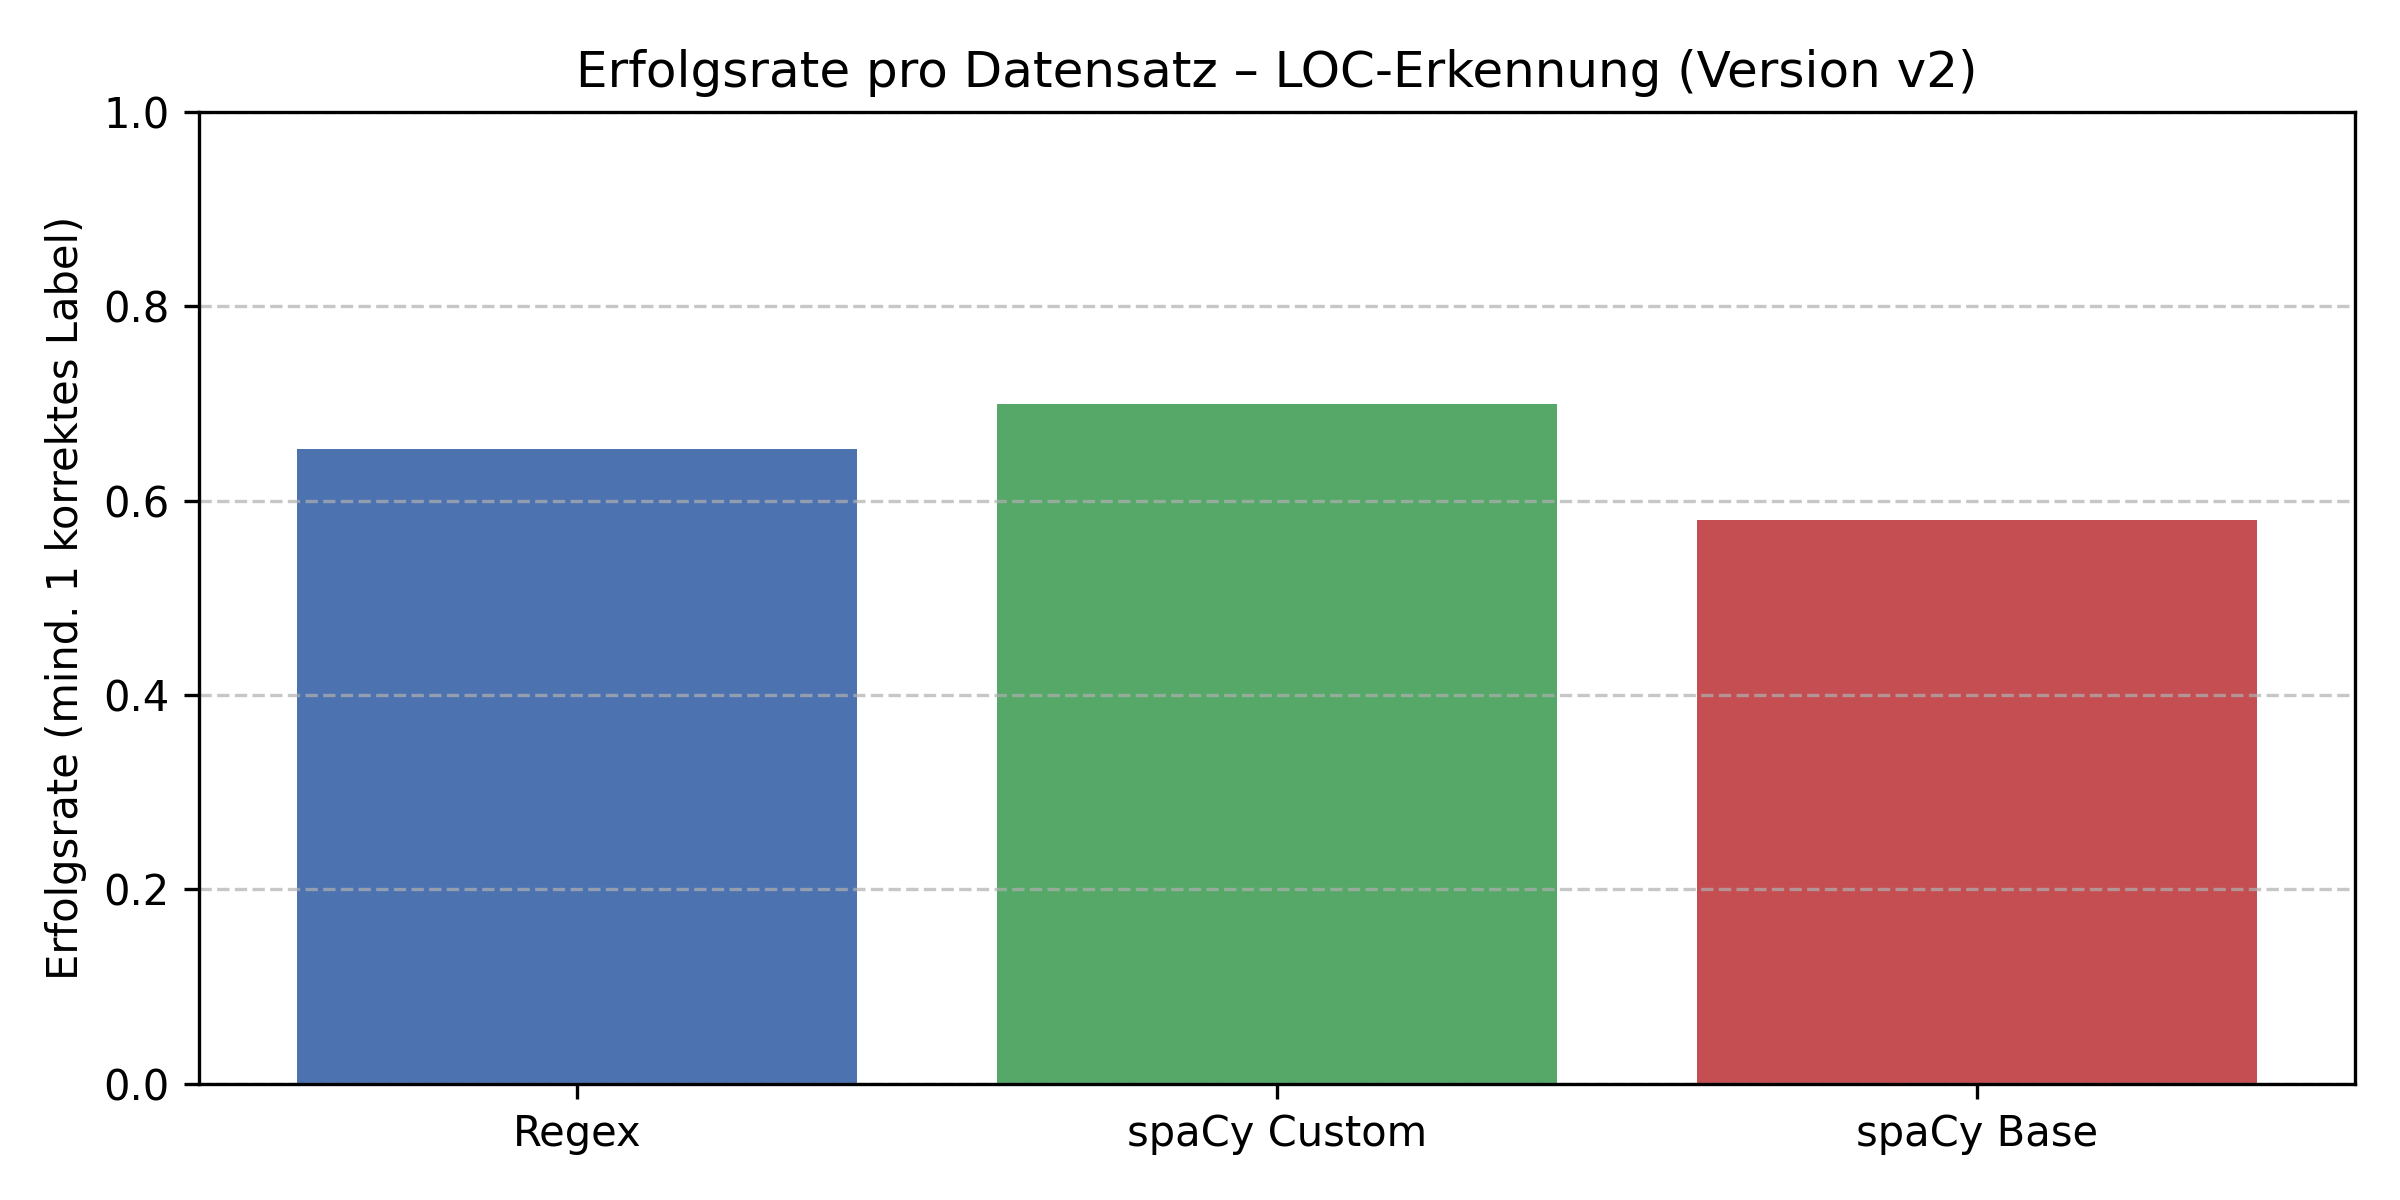 Erfolgsrate pro Datensatz – LOC-Erkennung (Version v2)
Erfolgsrate (mind. 1 korrektes Label)
1.0
0.8
0.6
0.4
0.2
0.0
Regex
spaCy Custom
spaCy Base